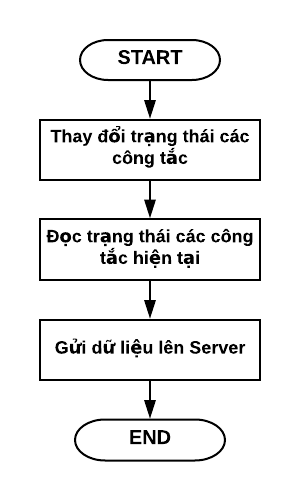 START
Thay đổi trạng thái các
công tắc
Đọc trạng thái các công
tắc hiện tại
Gửi dữ liệu lên Server
END